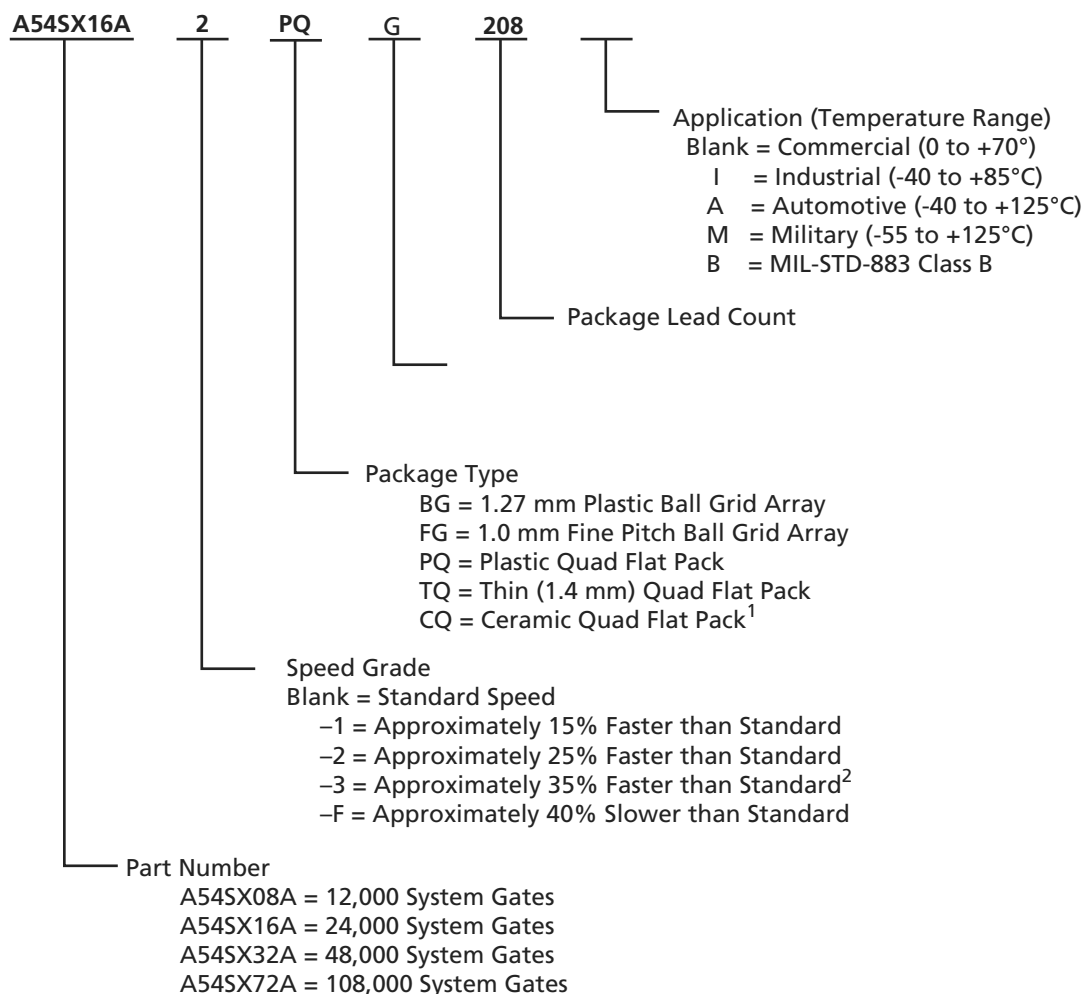 A54SX16A 2 PQ G 208
Application (Temperature Range)
Blank = Commercial (0 to +70°)
I = Industrial (-40 to +85°C)
A = Automotive (-40 to +125°C)
M = Military (-55 to +125°C)
B = MIL-STD-883 Class B
Package Lead Count
Package Type
BG = 1.27 mm Plastic Ball Grid Array
FG = 1.0 mm Fine Pitch Ball Grid Array
PQ = Plastic Quad Flat Pack
TQ = Thin (1.4 mm) Quad Flat Pack
CQ = Ceramic Quad Flat Pack1
Speed Grade
Blank = Standard Speed
–1 = Approximately 15% Faster than Standard
–2 = Approximately 25% Faster than Standard
–3 = Approximately 35% Faster than Standard2
–F = Approximately 40% Slower than Standard
Part Number
A54SX08A = 12,000 System Gates
A54SX16A = 24,000 System Gates
A54SX32A = 48,000 System Gates
A54SX72A = 108,000 System Gates